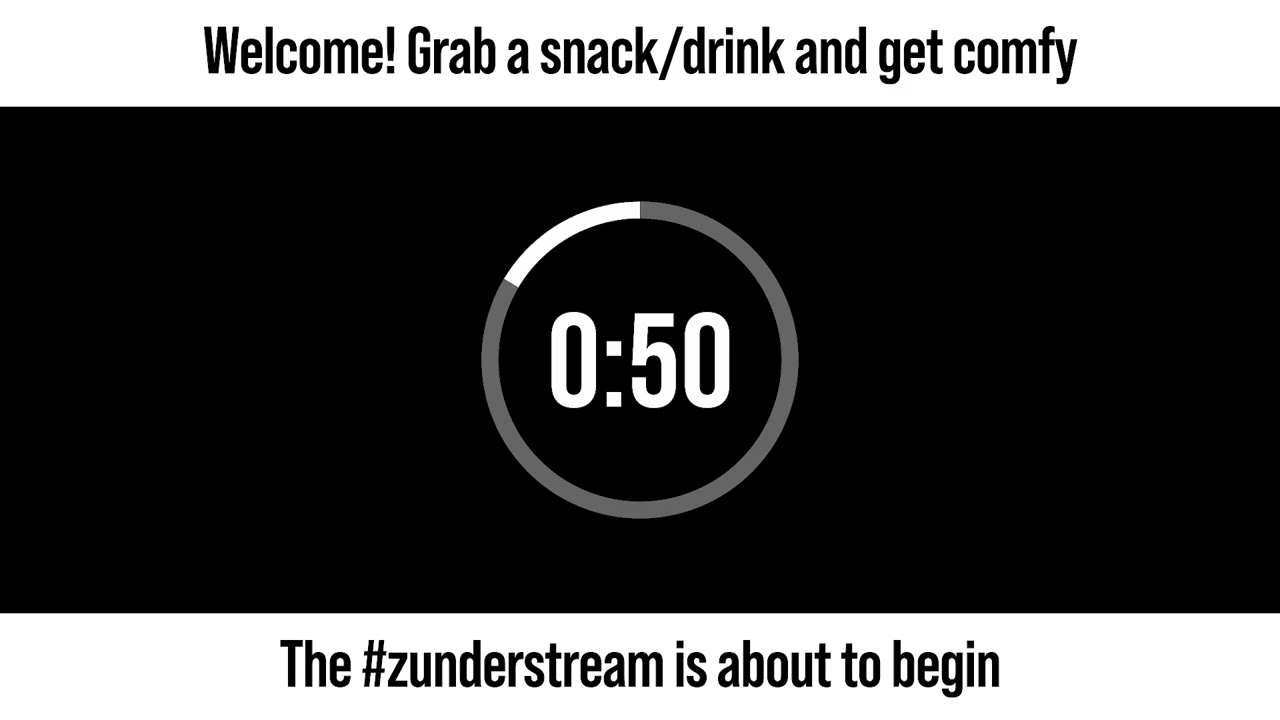 Welcome! Grab a snack/drink and get comfy
0:50
The #zunderstream is about to begin